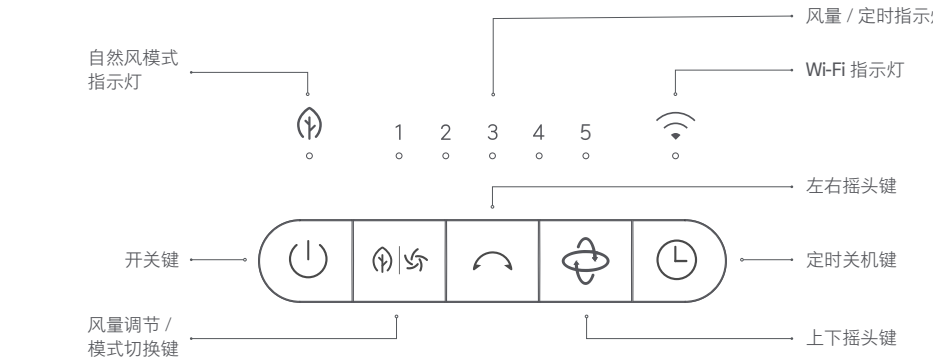 风量 / 定时指示
自然风模式
指示灯
Wi-Fi 指示灯
1 2 3 4 5
左右摇头键
开关键
定时关机键
风量调节 /
模式切换键
上下摇头键